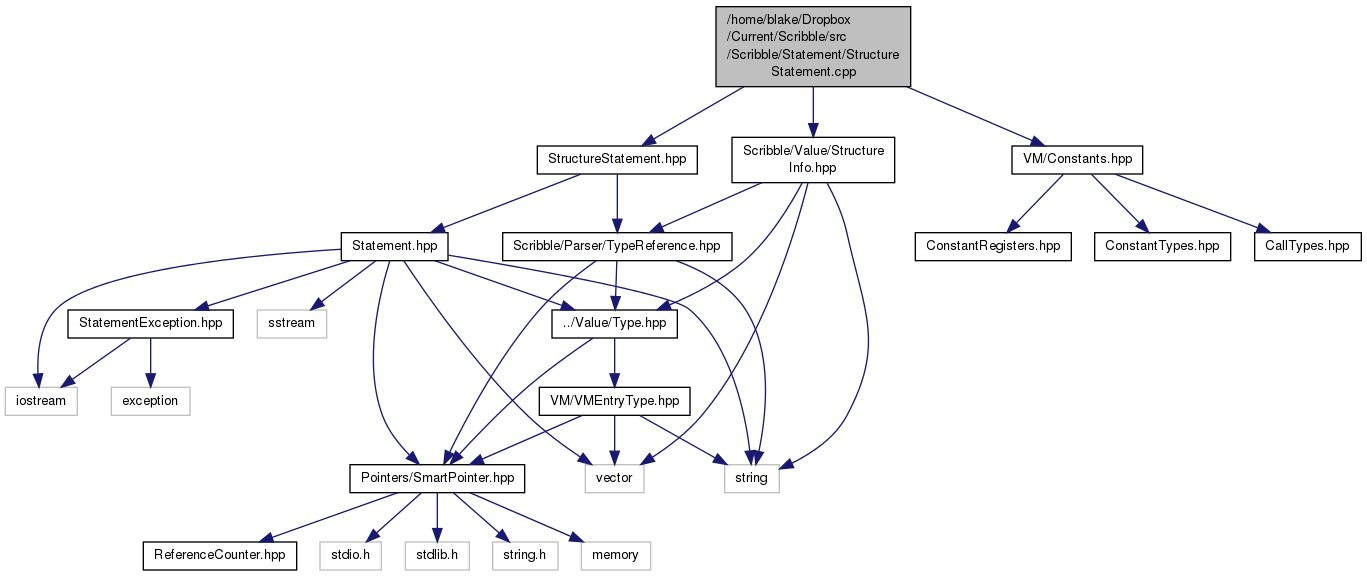 /home/blake/Dropbox
/Current/Scribble/src
/Scribble/Statement/Structure
Statement.cpp
StructureStatement.hpp
Scribble/Value/Structure
Info.hpp
VM/Constants.hpp
Statement.hpp
Scribble/Parser/TypeReference.hpp
ConstantRegisters.hpp
ConstantTypes.hpp
CallTypes.hpp
StatementException.hpp
sstream
../Value/Type.hpp
iostream
exception
VM/VMEntryType.hpp
Pointers/SmartPointer.hpp
vector
string
ReferenceCounter.hpp
stdio.h
stdlib.h
string.h
memory